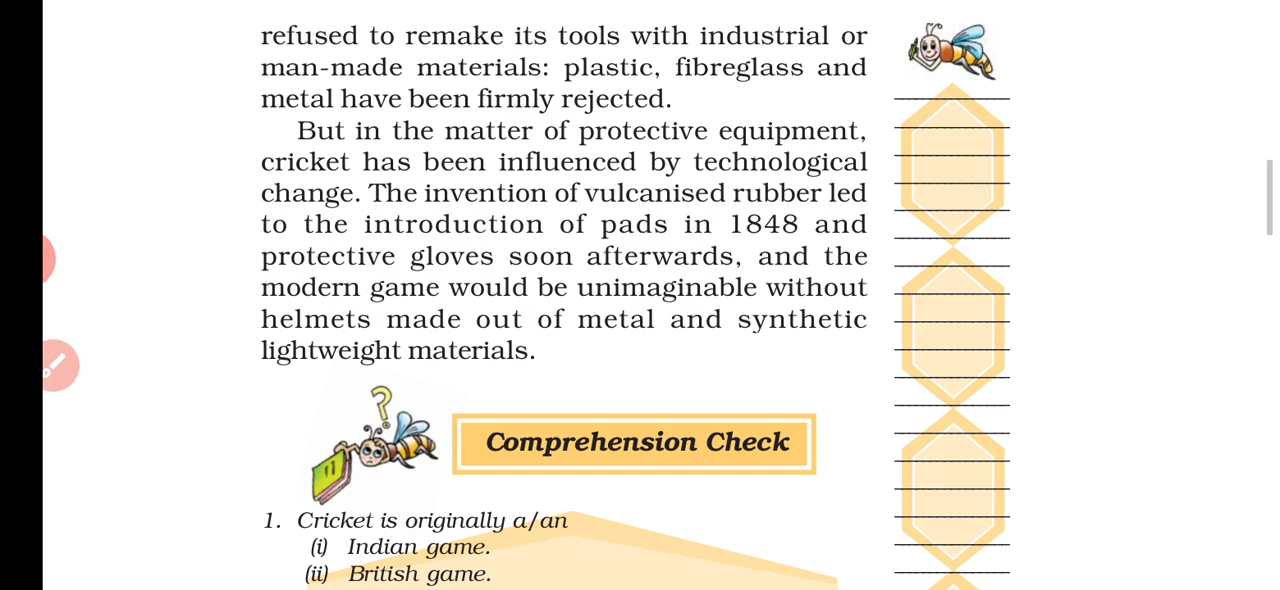 refused to remake its tools with industrial or
man-made materials: plastic, fibreglass and
metal have been firmly rejected.
But in the matter of protective equipment,
cricket has been influenced by technological
change. The invention of vulcanised rubber led
to the introduction of pads in 1848 and
protective gloves soon afterwards, and the
modern game would be unimaginable without
helmets made out of metal and synthetic
lightweight materials.
?
Comprehension Check
1. Cricket is originally a/an
(i) Indian game.
(ii) British game.